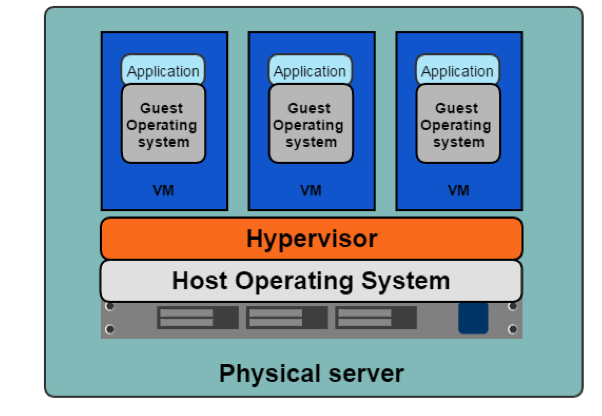 Application
Guest
Operating
system
VM
Application
Guest
Operating
system
VM
Application
Guest
Operating
system
VM
Hypervisor
Host Operating System
Physical server